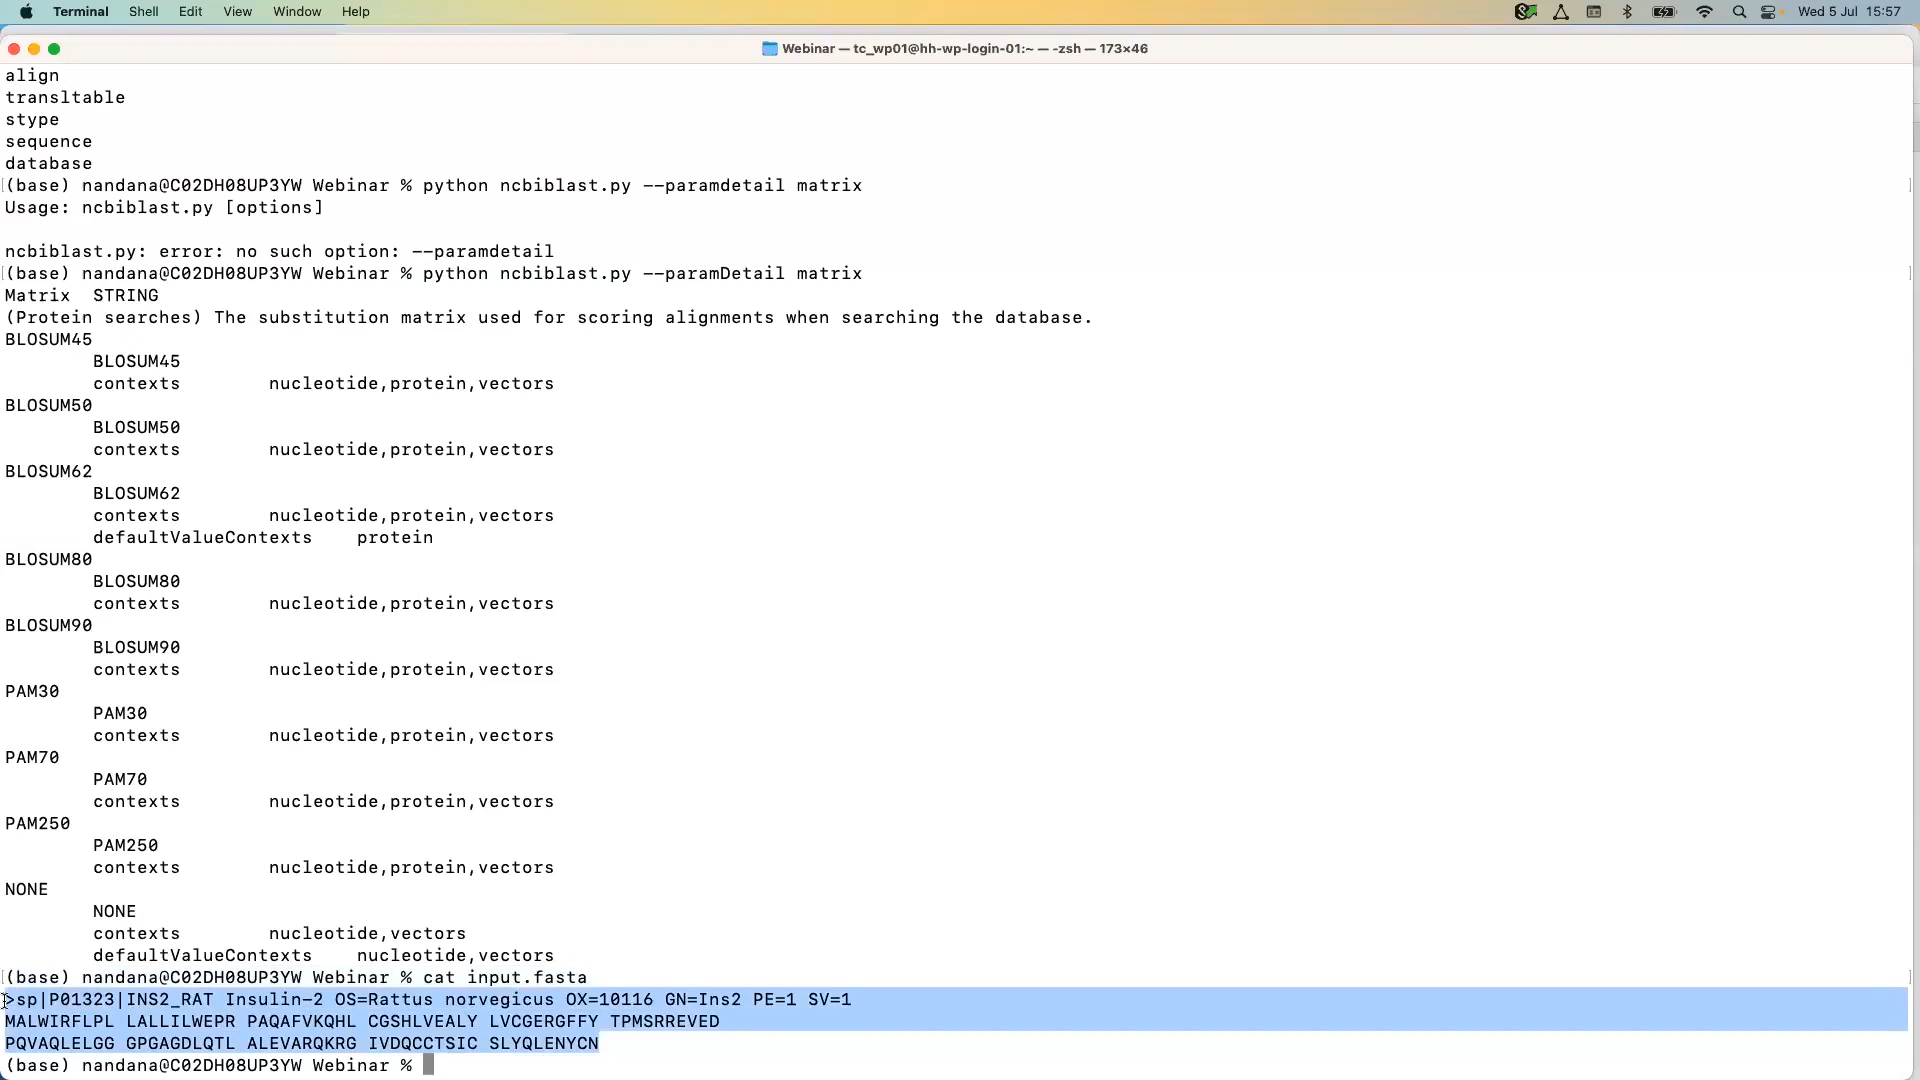 Terminal Shell Edit View Window Help Wed 5 Jul 15:57
Webinar — tc_wp01@hh-wp-login-01:~ — -zsh — 173×46
align
transltable
stype
sequence
database
(base) nandana@C02DH08UP3YW Webinar % python ncbiblast.py --paramdetail matrix
Usage: ncbiblast.py [options]
ncbiblast.py: error: no such option: --paramdetail
(base) nandana@C02DH08UP3YW Webinar % python ncbiblast.py --paramDetail matrix
Matrix STRING
(Protein searches) The substitution matrix used for scoring alignments when searching the database.
BLOSUM45
BLOSUM45
contexts nucleotide,protein,vectors
BLOSUM50
BLOSUM50
contexts nucleotide,protein,vectors
BLOSUM62
BLOSUM62
contexts nucleotide,protein,vectors
defaultValueContexts protein
BLOSUM80
BLOSUM80
contexts nucleotide,protein,vectors
BLOSUM90
BLOSUM90
contexts nucleotide,protein,vectors
PAM30
PAM30
contexts nucleotide,protein,vectors
PAM70
PAM70
contexts nucleotide,protein,vectors
PAM250
PAM250
contexts nucleotide,protein,vectors
NONE
NONE
contexts nucleotide,vectors
defaultValueContexts nucleotide,vectors
(base) nandana@C02DH08UP3YW Webinar % cat input.fasta
>sp|P01323|INS2_RAT Insulin-2 OS=Rattus norvegicus OX=10116 GN=Ins2 PE=1 SV=1
MALWIRFLPL LALLILWEPR PAQAFVKQHL CGSHLVEALY LVCGERGFFY TPMSRREVED
PQVAQLELGG GPGAGDLQTL ALEVARQKRG IVDQCCTSIC SLYQLENYCN
(base) nandana@C02DH08UP3YW Webinar %